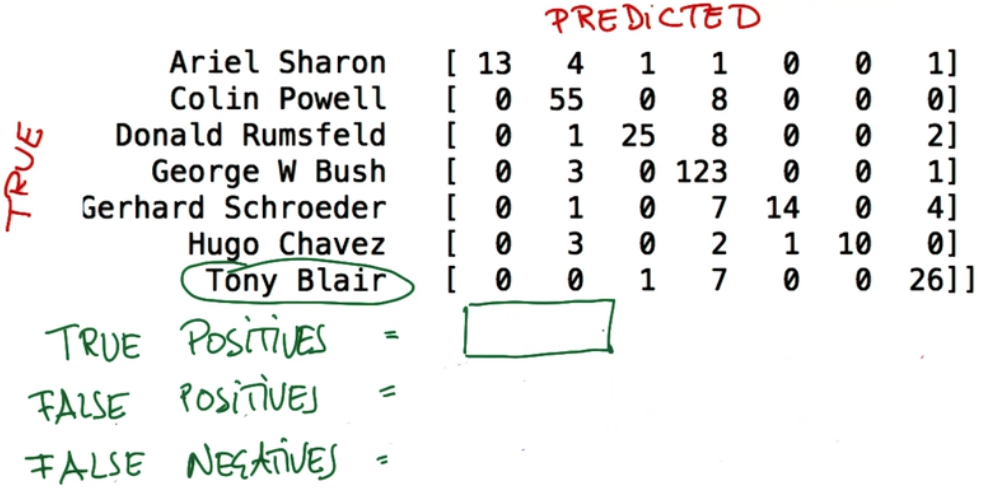 PREDICTED
Ariel Sharon [ 13 4 1 1 0 0 1]
Colin Powell [ 0 55 0 8 0 0 0]
Donald Rumsfeld [ 0 1 25 8 0 0 2]
TRUE
George W Bush [ 0 3 0 123 0 0 1]
Gerhard Schroeder [ 0 1 0 7 14 0 4]
Hugo Chavez [ 0 3 0 2 1 10 0]
Tony Blair [ 0 0 1 7 0 0 26]]
TRUE POSITIVES =
FALSE POSITIVES =
FALSE NEGATIVES =